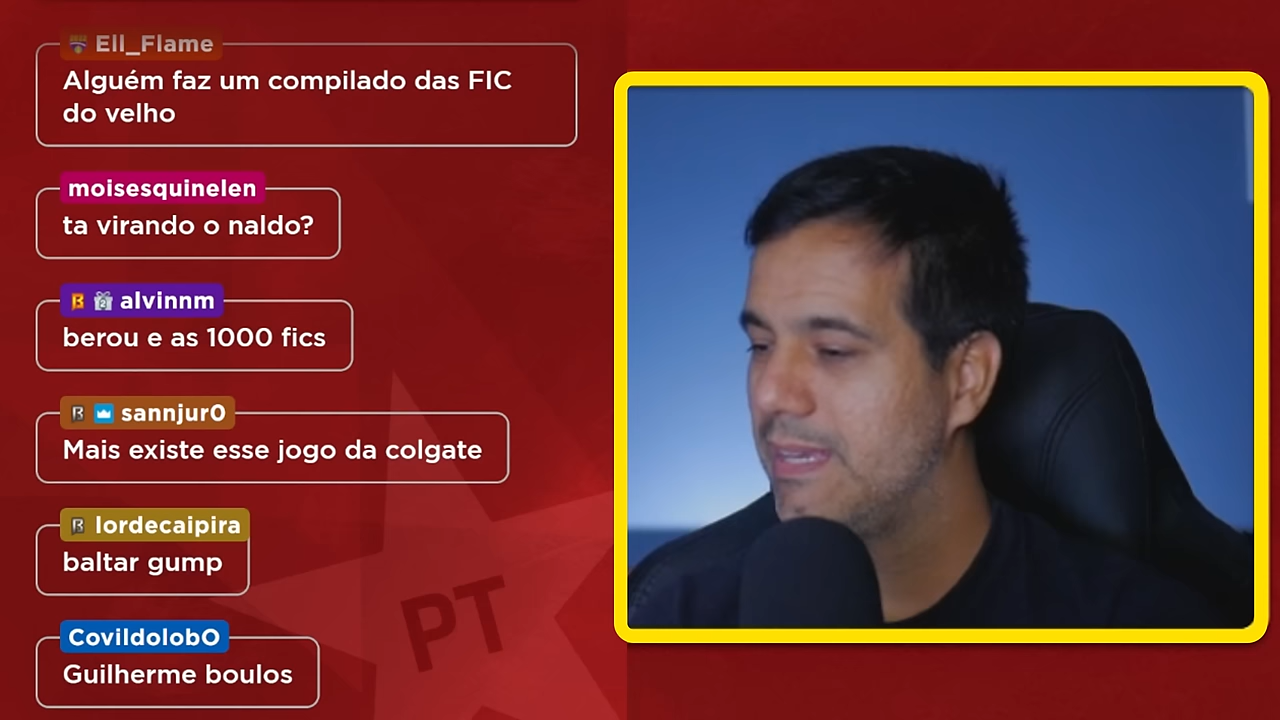 Ell_Flame
Alguém faz um compilado das FIC
do velho
moisesquinelen
ta virando o naldo?
alvinnm
berou e as 1000 fics
sannjur0
Mais existe esse jogo da colgate
lordecaipira
baltar gump
PT
CovildolobO
Guilherme boulos